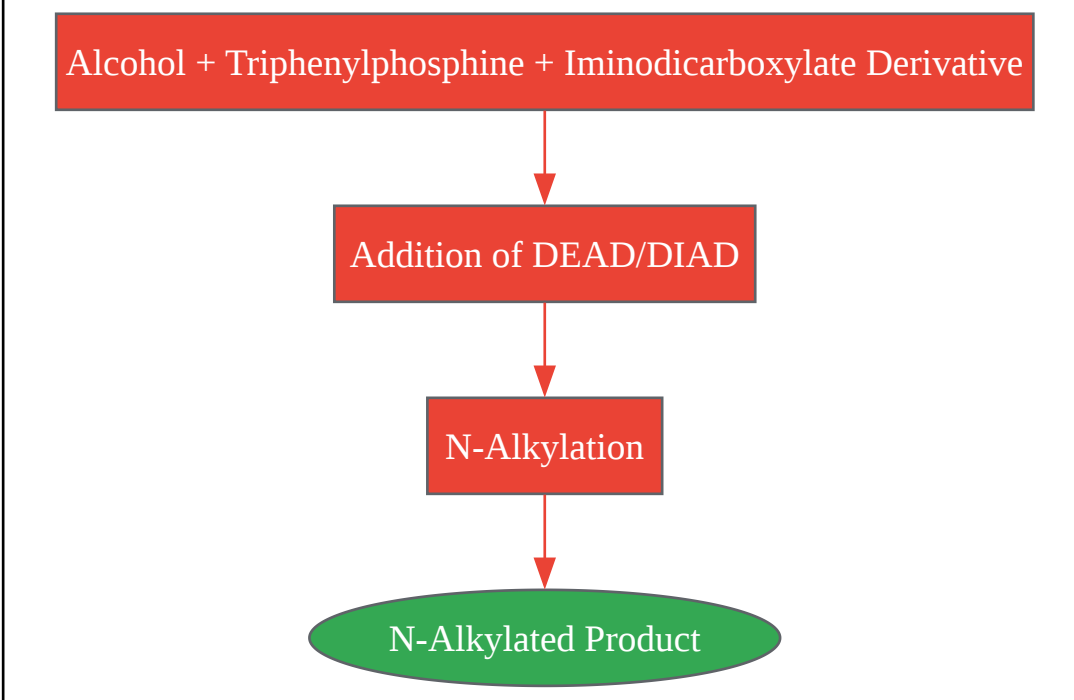 Alcohol + Triphenylphosphine + Iminodicarboxylate Derivative
Addition of DEAD/DIAD
N-Alkylation
N-Alkylated Product